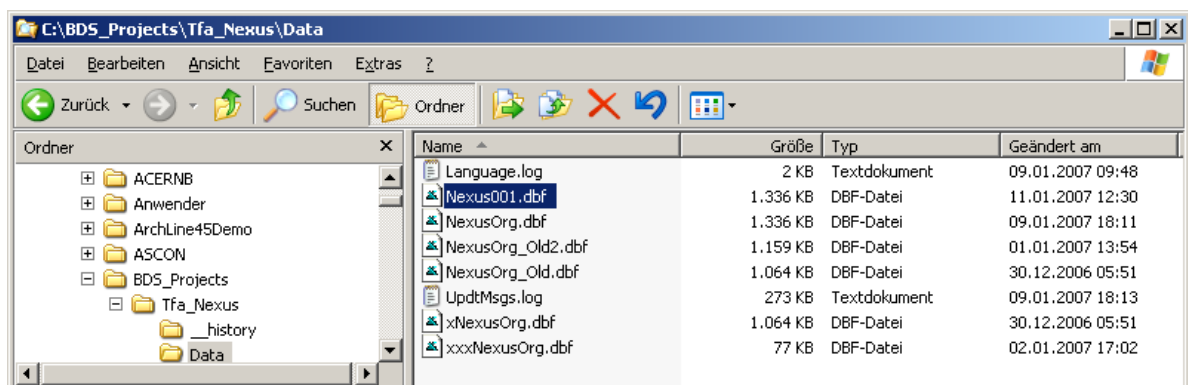 C:\BDS_Projects\Tfa_Nexus\Data
Datei Bearbeiten Ansicht Favoriten Extras ?
Zurück Suchen Ordner
Ordner x Name Größe Typ Geändert am
ACERNB
Anwender
ArchLine45Demo
ASCON
BDS_Projects
Tfa_Nexus
__history
Data
Language.log 2 KB Textdokument 09.01.2007 09:48
Nexus001.dbf 1.336 KB DBF-Datei 11.01.2007 12:30
NexusOrg.dbf 1.336 KB DBF-Datei 09.01.2007 18:11
NexusOrg_Old2.dbf 1.159 KB DBF-Datei 01.01.2007 13:54
NexusOrg_Old.dbf 1.064 KB DBF-Datei 30.12.2006 05:51
UpdtMsgs.log 273 KB Textdokument 09.01.2007 18:13
xNexusOrg.dbf 1.064 KB DBF-Datei 30.12.2006 05:51
xxxNexusOrg.dbf 77 KB DBF-Datei 02.01.2007 17:02